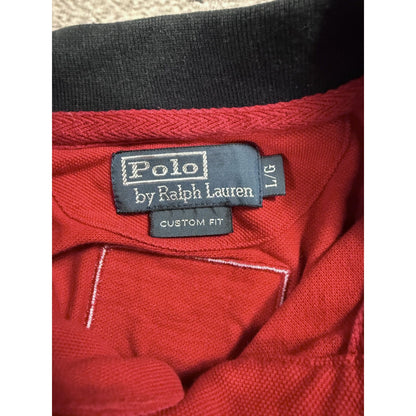 Polo
by Ralph Lauren
L/G
CUSTOM FIT